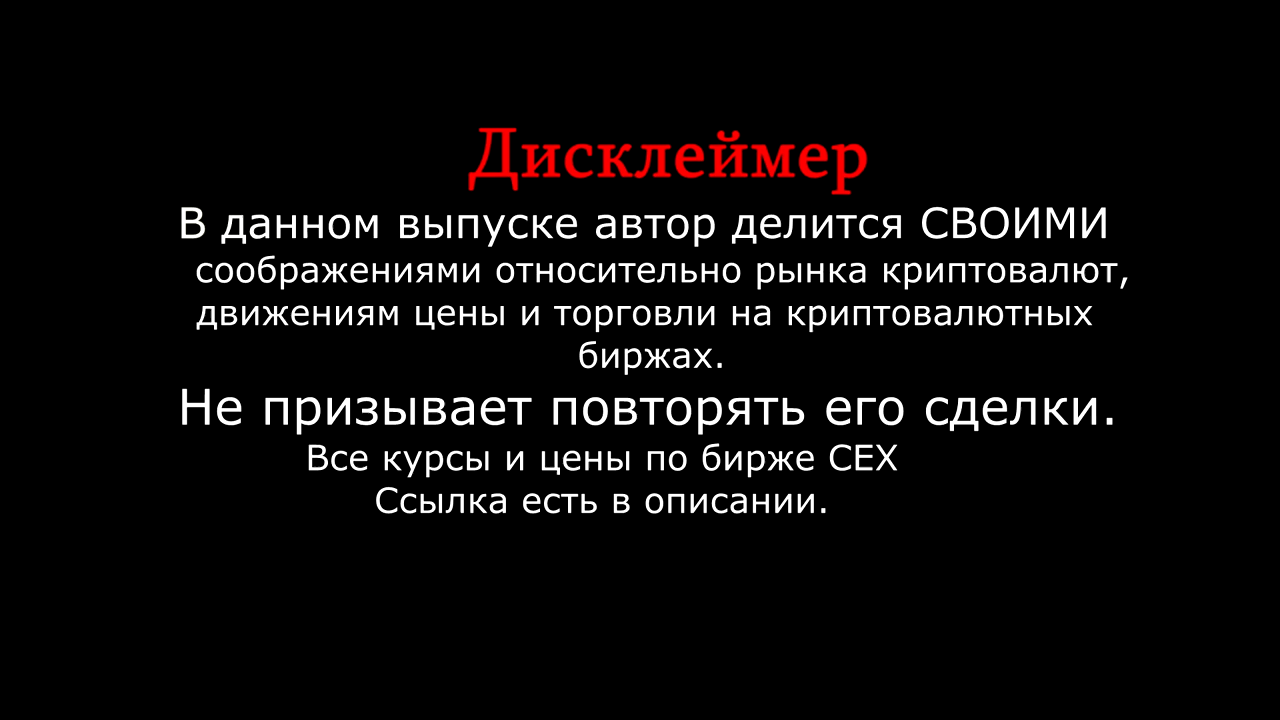 Дисклеймер
В данном выпуске автор делится СВОИМИ
соображениями относительно рынка криптовалют,
движениям цены и торговли на криптовалютных
биржах.
Не призывает повторять его сделки.
Все курсы и цены по бирже CEX
Ссылка есть в описании.